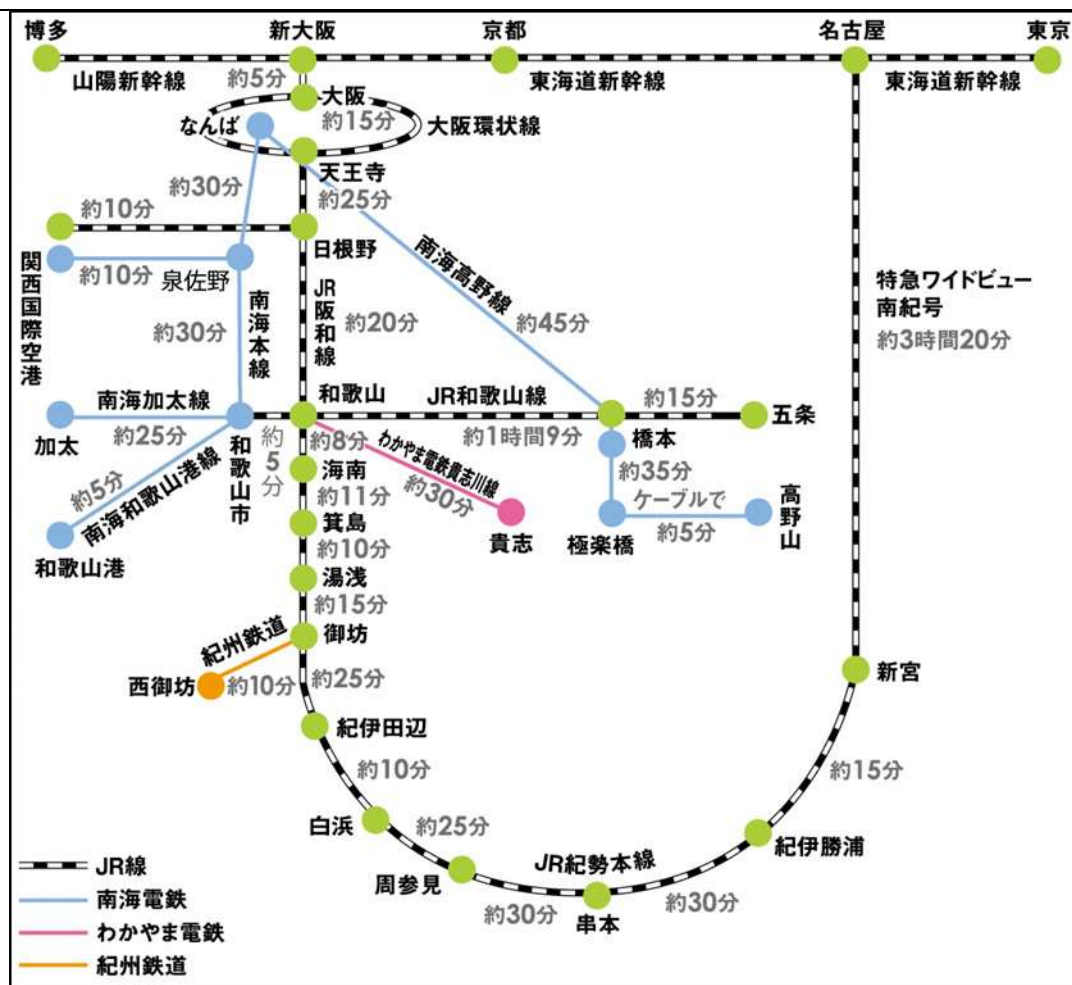 博多
新大阪
京都
名古屋
東京
山陽新幹線
約5分
東海道新幹線
東海道新幹線
大阪
なんば
約15分
大阪環状線
天王寺
約30分
約25分
約10分
日根野
南海高野線
関西国際空港
約10分
泉佐野
南海本線
JR阪和線
約20分
約45分
特急ワイドビュー
南紀号
約3時間20分
約30分
南海加太線
和歌山
JR和歌山線
約15分
五条
加太
約25分
和歌山市
約5分
約8分
わかやま電鉄貴志川線
約1時間9分
橋本
約5分
南海和歌山港線
海南
約30分
約35分
約11分
ケーブルで
高野山
和歌山港
箕島
貴志
極楽橋
約5分
約10分
湯浅
約15分
紀州鉄道
御坊
西御坊
約10分
約25分
新宮
紀伊田辺
約10分
約15分
白浜
約25分
紀伊勝浦
周参見
JR紀勢本線
約30分
串本
約30分
JR線
南海電鉄
わかやま電鉄
紀州鉄道